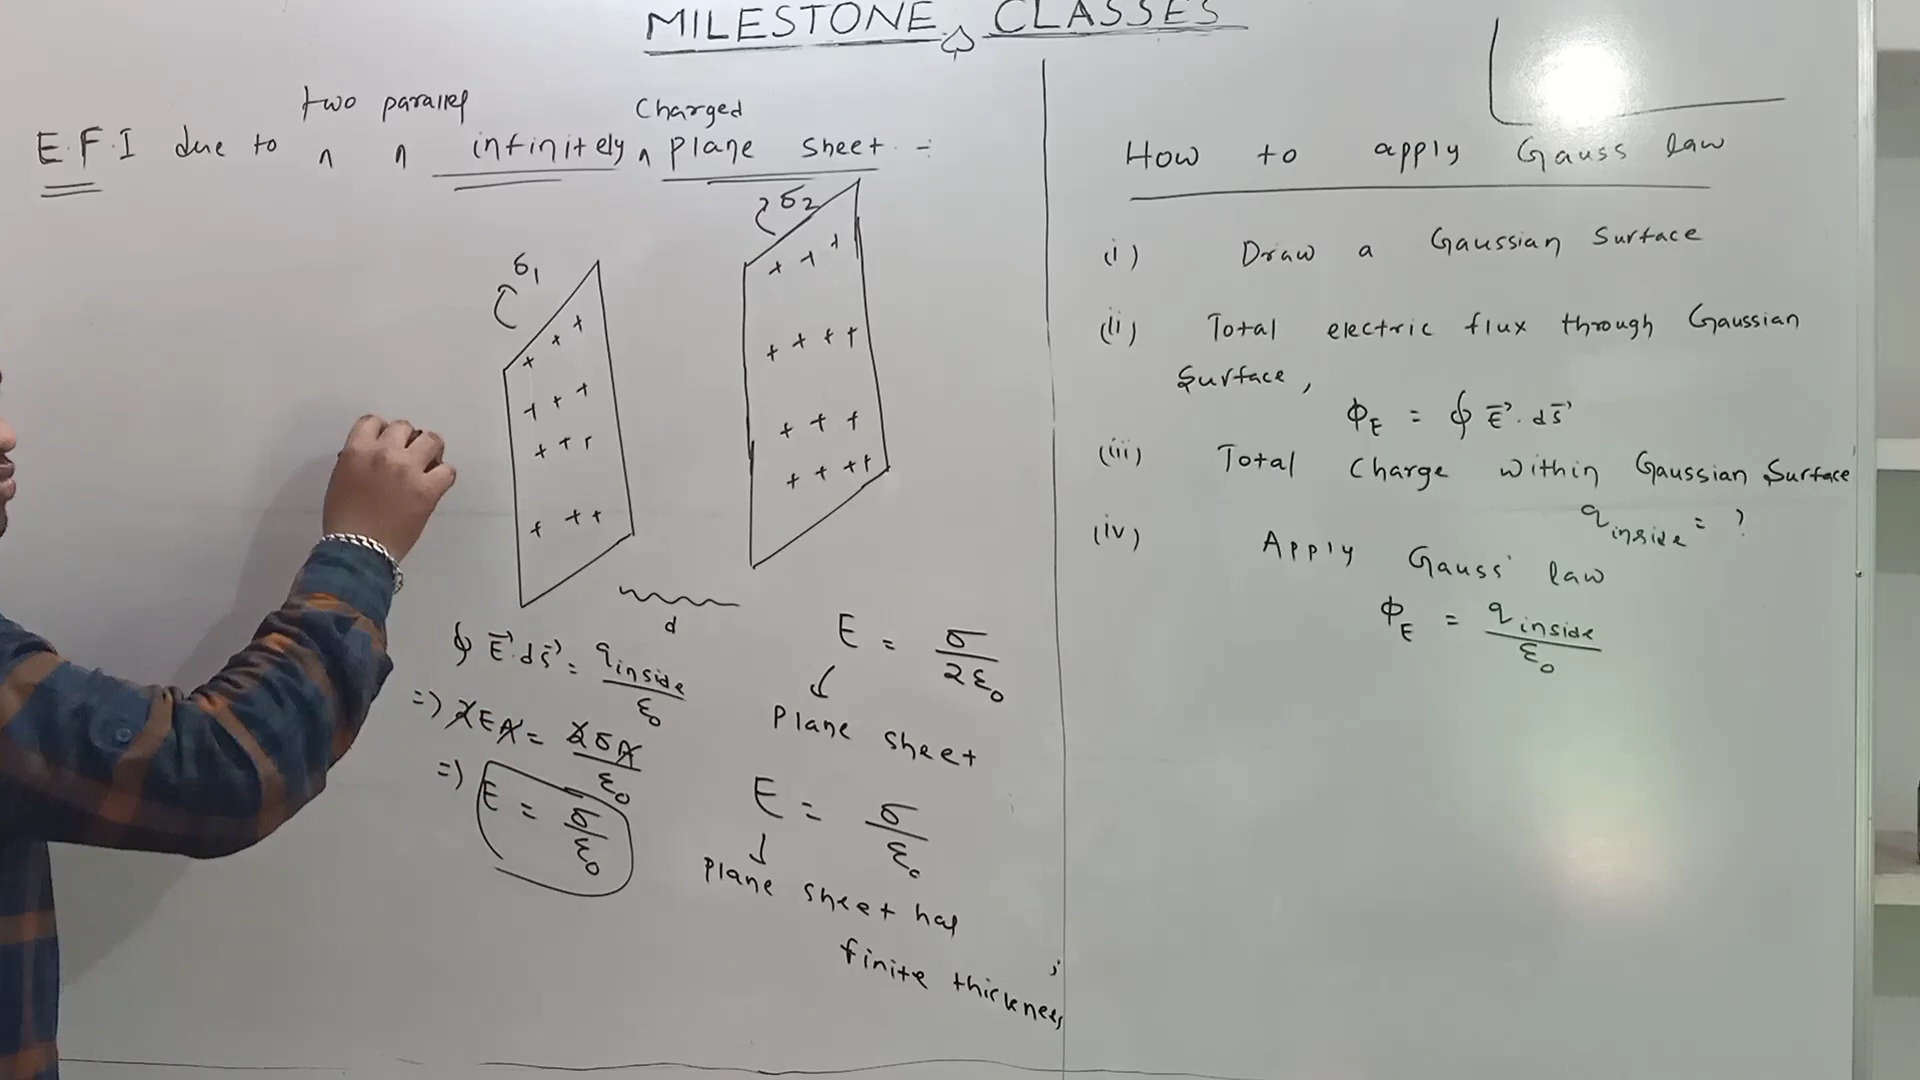 MILESTONE CLASSES
two parallel Charged
E.F.I due to ∧ ∧ infinitely ∧ plane sheet :-
σ1
σ2
d
∮ E⃗.ds⃗ = qinside/ε0
=) 2EA = 2σA/ε0
=) E = σ/ε0
E = σ/2ε0
Plane sheet
E = σ/ε0
Plane sheet has
finite thickness
How to apply Gauss law
(i) Draw a Gaussian Surface
(ii) Total electric flux through Gaussian
Surface,
ΦE = ∮ E⃗.ds⃗
(iii) Total Charge within Gaussian Surface
qinside = ?
(iv) Apply Gauss' law
ΦE = qinside/ε0